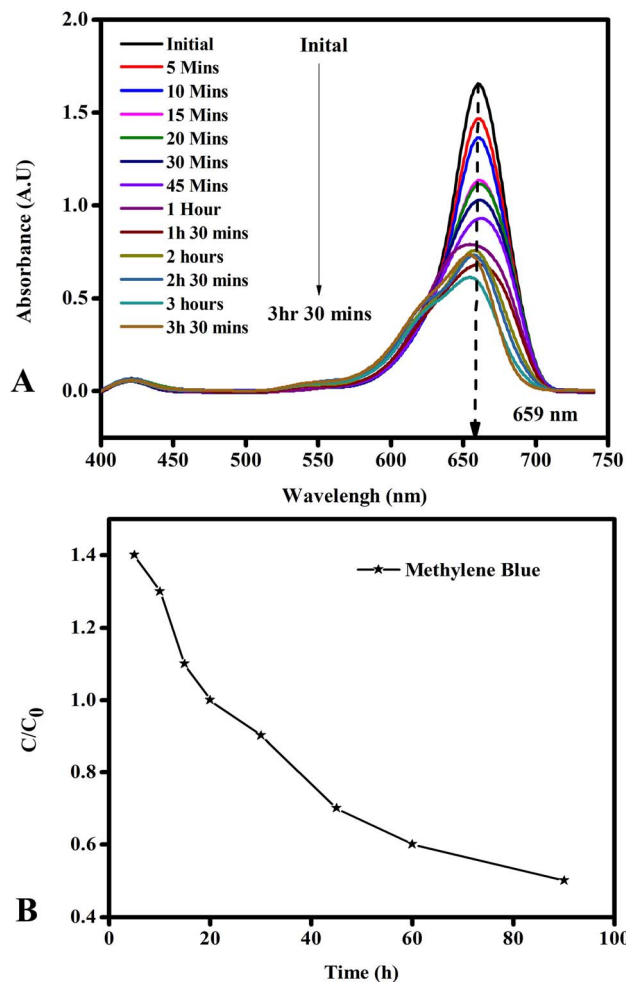 Inital
Initial
5 Mins
10 Mins
15 Mins
20 Mins
30 Mins
45 Mins
1 Hour
1h 30 mins
2 hours
2h 30 mins
3 hours
3h 30 mins
3hr 30 mins
659 nm
2.0
1.5
1.0
0.5
0.0
Absorbance (A.U)
A
400 450 500 550 600 650 700 750
Wavelengh (nm)
Methylene Blue
1.4
1.2
1.0
0.8
0.6
0.4
C/C0
B
0 20 40 60 80 100
Time (h)